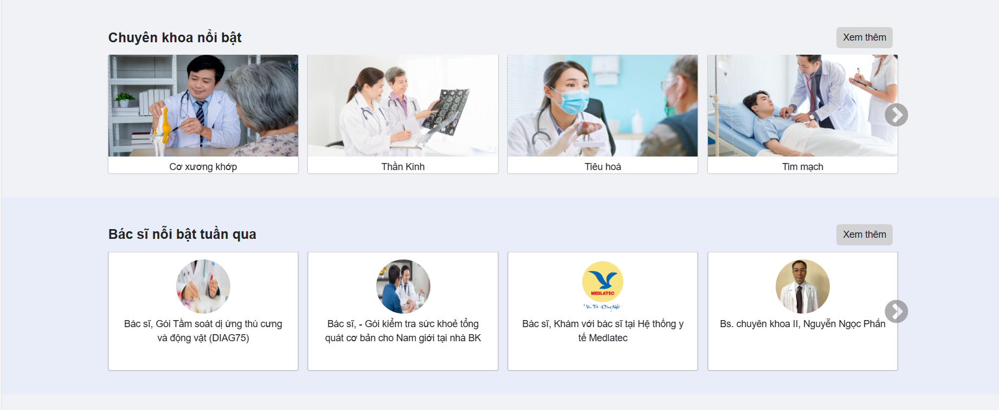 Chuyên khoa nổi bật
Xem thêm
Cơ xương khớp
Thần Kinh
Tiêu hoá
Tim mạch
Bác sĩ nỗi bật tuần qua
Xem thêm
Bác sĩ, Gói Tầm soát dị ứng thú cưng
và động vật (DIAG75)
Bác sĩ, - Gói kiểm tra sức khoẻ tổng
quát cơ bản cho Nam giới tại nhà BK
MEDLATEC
Bác sĩ, Khám với bác sĩ tại Hệ thống y
tế Medlatec
Bs. chuyên khoa II, Nguyễn Ngọc Phấn